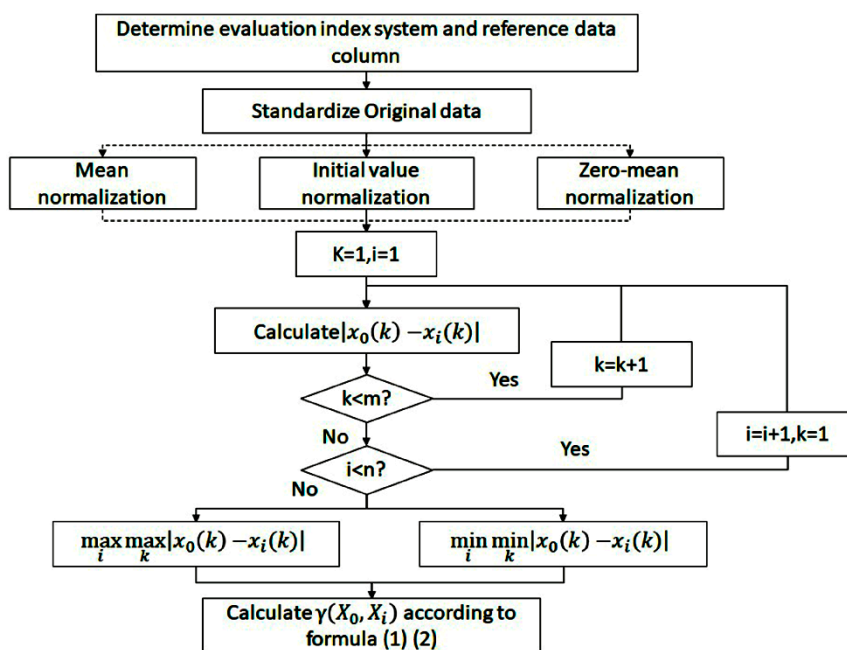 Determine evaluation index system and reference data
column
Standardize Original data
Mean
normalization
Initial value
normalization
Zero-mean
normalization
K=1,i=1
Calculate|x₀(k) −xᵢ(k)|
k=k+1
Yes
k<m?
No
i=i+1,k=1
Yes
i<n?
No
max max|x₀(k) −xᵢ(k)|
i k
min min|x₀(k) −xᵢ(k)|
i k
Calculate γ(X₀, Xᵢ) according to
formula (1) (2)